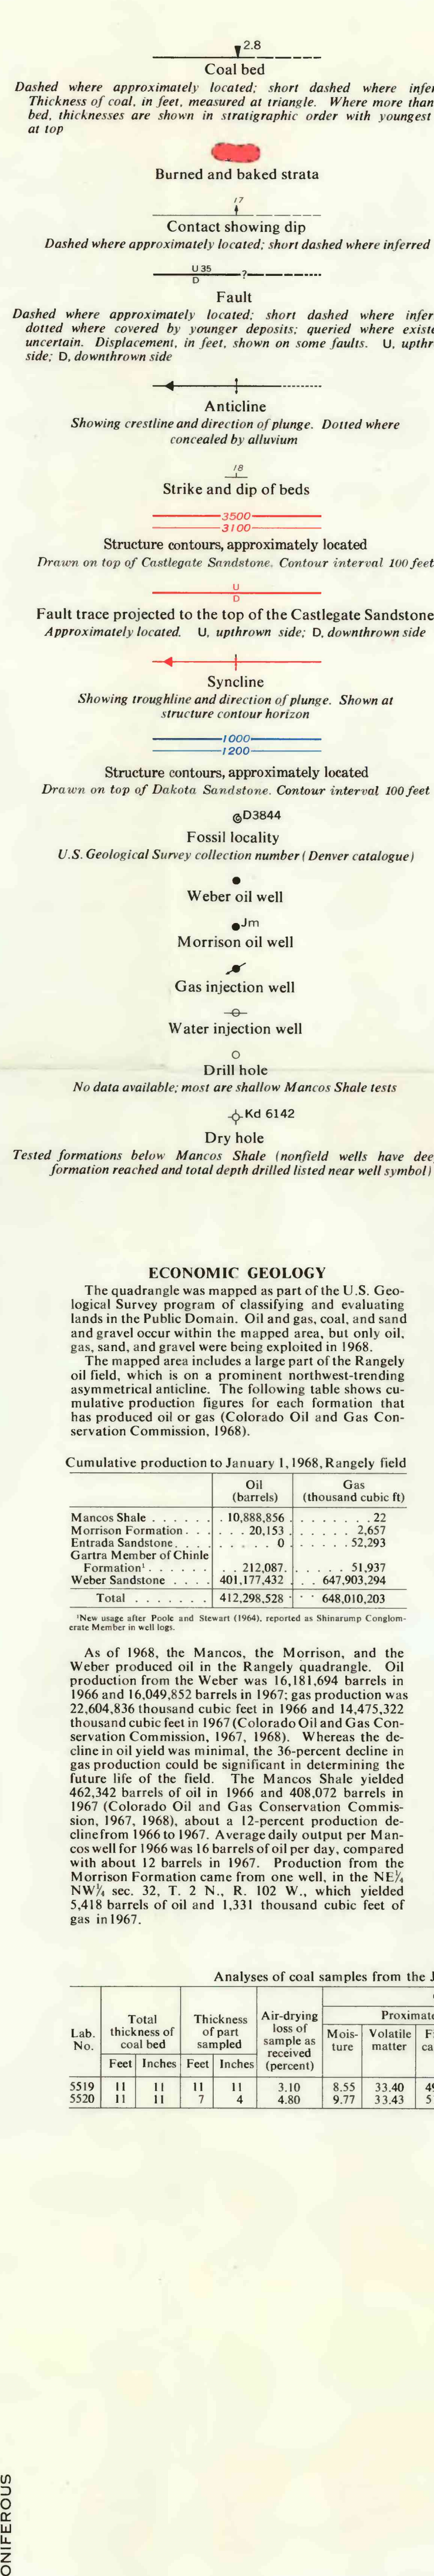 2.8
Coal bed
Dashed where approximately located; short dashed where
Thickness of coal, in feet, measured at triangle. Where more than
bed, thicknesses are shown in stratigraphic order with youngest
at top
Burned and baked strata
17
Contact showing dip
Dashed where approximately located; short dashed where inferred
U 35
D
?
Fault
Dashed where approximately located; short dashed where
dotted where covered by younger deposits; queried where
uncertain. Displacement, in feet, shown on some faults. U,
side; D, downthrown side
Anticline
Showing crestline and direction of plunge. Dotted where
concealed by alluvium
18
Strike and dip of beds
3500
3100
Structure contours, approximately located
Drawn on top of Castlegate Sandstone. Contour interval 100 feet
U
D
Fault trace projected to the top of the Castlegate Sandstone
Approximately located. U, upthrown side; D, downthrown side
Syncline
Showing troughline and direction of plunge. Shown at
structure contour horizon
1000
1200
Structure contours, approximately located
Drawn on top of Dakota Sandstone. Contour interval 100 feet
D3844
Fossil locality
U.S. Geological Survey collection number (Denver catalogue)
Weber oil well
Jm
Morrison oil well
Gas injection well
Water injection well
Drill hole
No data available; most are shallow Mancos Shale tests
Kd 6142
Dry hole
Tested formations below Mancos Shale (nonfield wells have
formation reached and total depth drilled listed near well symbol)
ECONOMIC GEOLOGY
The quadrangle was mapped as part of the U.S. Geo-
logical Survey program of classifying and evaluating
lands in the Public Domain. Oil and gas, coal, and sand
and gravel occur within the mapped area, but only oil,
gas, sand, and gravel were being exploited in 1968.
The mapped area includes a large part of the Rangely
oil field, which is on a prominent northwest-trending
asymmetrical anticline. The following table shows cu-
mulative production figures for each formation that
has produced oil or gas (Colorado Oil and Gas Con-
servation Commission, 1968).
Cumulative production to January 1, 1968, Rangely field
Oil Gas
(barrels) (thousand cubic ft)
Mancos Shale . . . . . . . 10,888,856 . . . . . . . . 22
Morrison Formation . . . . . . 20,153 . . . . . . 2,657
Entrada Sandstone . . . . . . . . . 0 . . . . . . 52,293
Gartra Member of Chinle
Formation¹ . . . . . . . . 212,087. . . . . . . 51,937
Weber Sandstone . . . . 401,177,432 . . 647,903,294
Total . . . . . . . 412,298,528 . . 648,010,203
¹New usage after Poole and Stewart (1964), reported as Shinarump Conglom-
erate Member in well logs.
As of 1968, the Mancos, the Morrison, and the
Weber produced oil in the Rangely quadrangle. Oil
production from the Weber was 16,181,694 barrels in
1966 and 16,049,852 barrels in 1967; gas production was
22,604,836 thousand cubic feet in 1966 and 14,475,322
thousand cubic feet in 1967 (Colorado Oil and Gas Con-
servation Commission, 1967, 1968). Whereas the de-
cline in oil yield was minimal, the 36-percent decline in
gas production could be significant in determining the
future life of the field. The Mancos Shale yielded
462,342 barrels of oil in 1966 and 408,072 barrels in
1967 (Colorado Oil and Gas Conservation Commis-
sion, 1967, 1968), about a 12-percent production de-
cline from 1966 to 1967. Average daily output per Man-
cos well for 1966 was 16 barrels of oil per day, compared
with about 12 barrels in 1967. Production from the
Morrison Formation came from one well, in the NE¼
NW¼ sec. 32, T. 2 N., R. 102 W., which yielded
5,418 barrels of oil and 1,331 thousand cubic feet of
gas in 1967.
Analyses of coal samples from the
Lab. No. Total thickness of coal bed Thickness of part sampled Air-drying loss of sample as received (percent)
Mois-ture Volatile matter
Feet Inches Feet Inches
5519 11 11 11 11 3.10 8.55 33.40
5520 11 11 7 4 4.80 9.77 33.43
ONIFEROUS